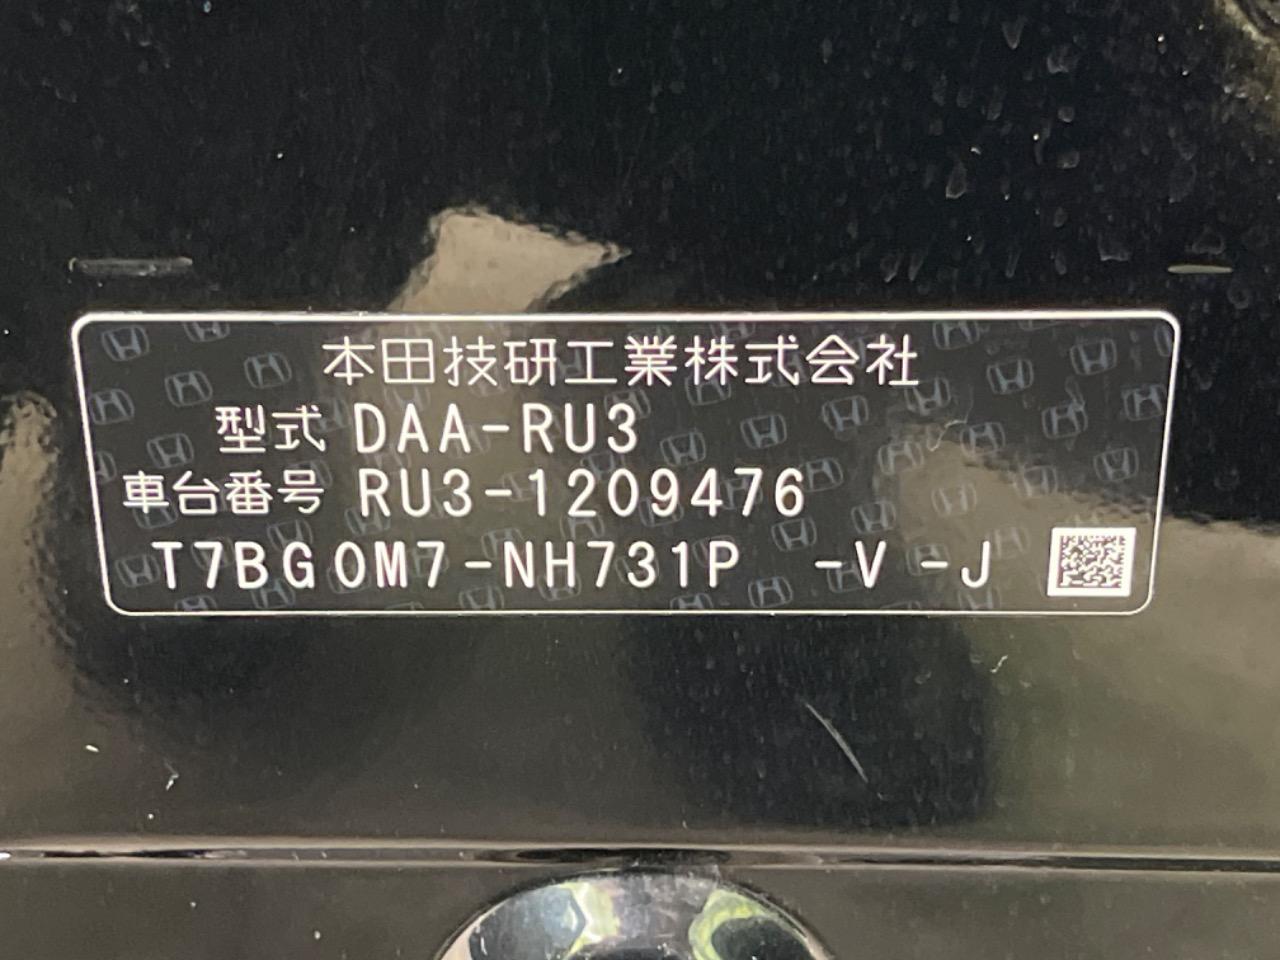 本田技研工業株式会社
型式 DAA-RU3
車台番号 RU3-1209476
T7BG0M7-NH731P -V -J